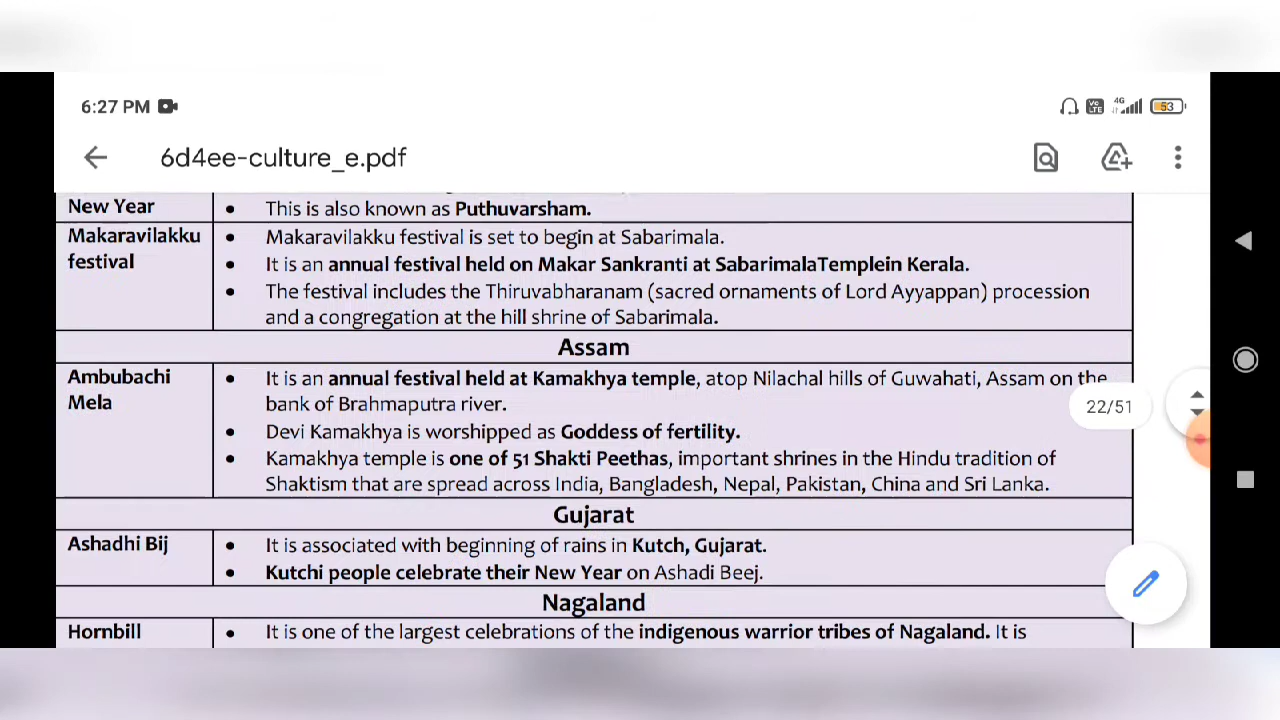 6:27 PM
4G
Vo LTE
53
6d4ee-culture_e.pdf
New Year
• This is also known as Puthuvarsham.
Makaravilakku festival
• Makaravilakku festival is set to begin at Sabarimala.
• It is an annual festival held on Makar Sankranti at SabarimalaTemplein Kerala.
• The festival includes the Thiruvabharanam (sacred ornaments of Lord Ayyappan) procession
and a congregation at the hill shrine of Sabarimala.
Assam
Ambubachi Mela
• It is an annual festival held at Kamakhya temple, atop Nilachal hills of Guwahati, Assam on the
bank of Brahmaputra river.
• Devi Kamakhya is worshipped as Goddess of fertility.
• Kamakhya temple is one of 51 Shakti Peethas, important shrines in the Hindu tradition of
Shaktism that are spread across India, Bangladesh, Nepal, Pakistan, China and Sri Lanka.
22/51
Gujarat
Ashadhi Bij
• It is associated with beginning of rains in Kutch, Gujarat.
• Kutchi people celebrate their New Year on Ashadi Beej.
Nagaland
Hornbill
• It is one of the largest celebrations of the indigenous warrior tribes of Nagaland. It is